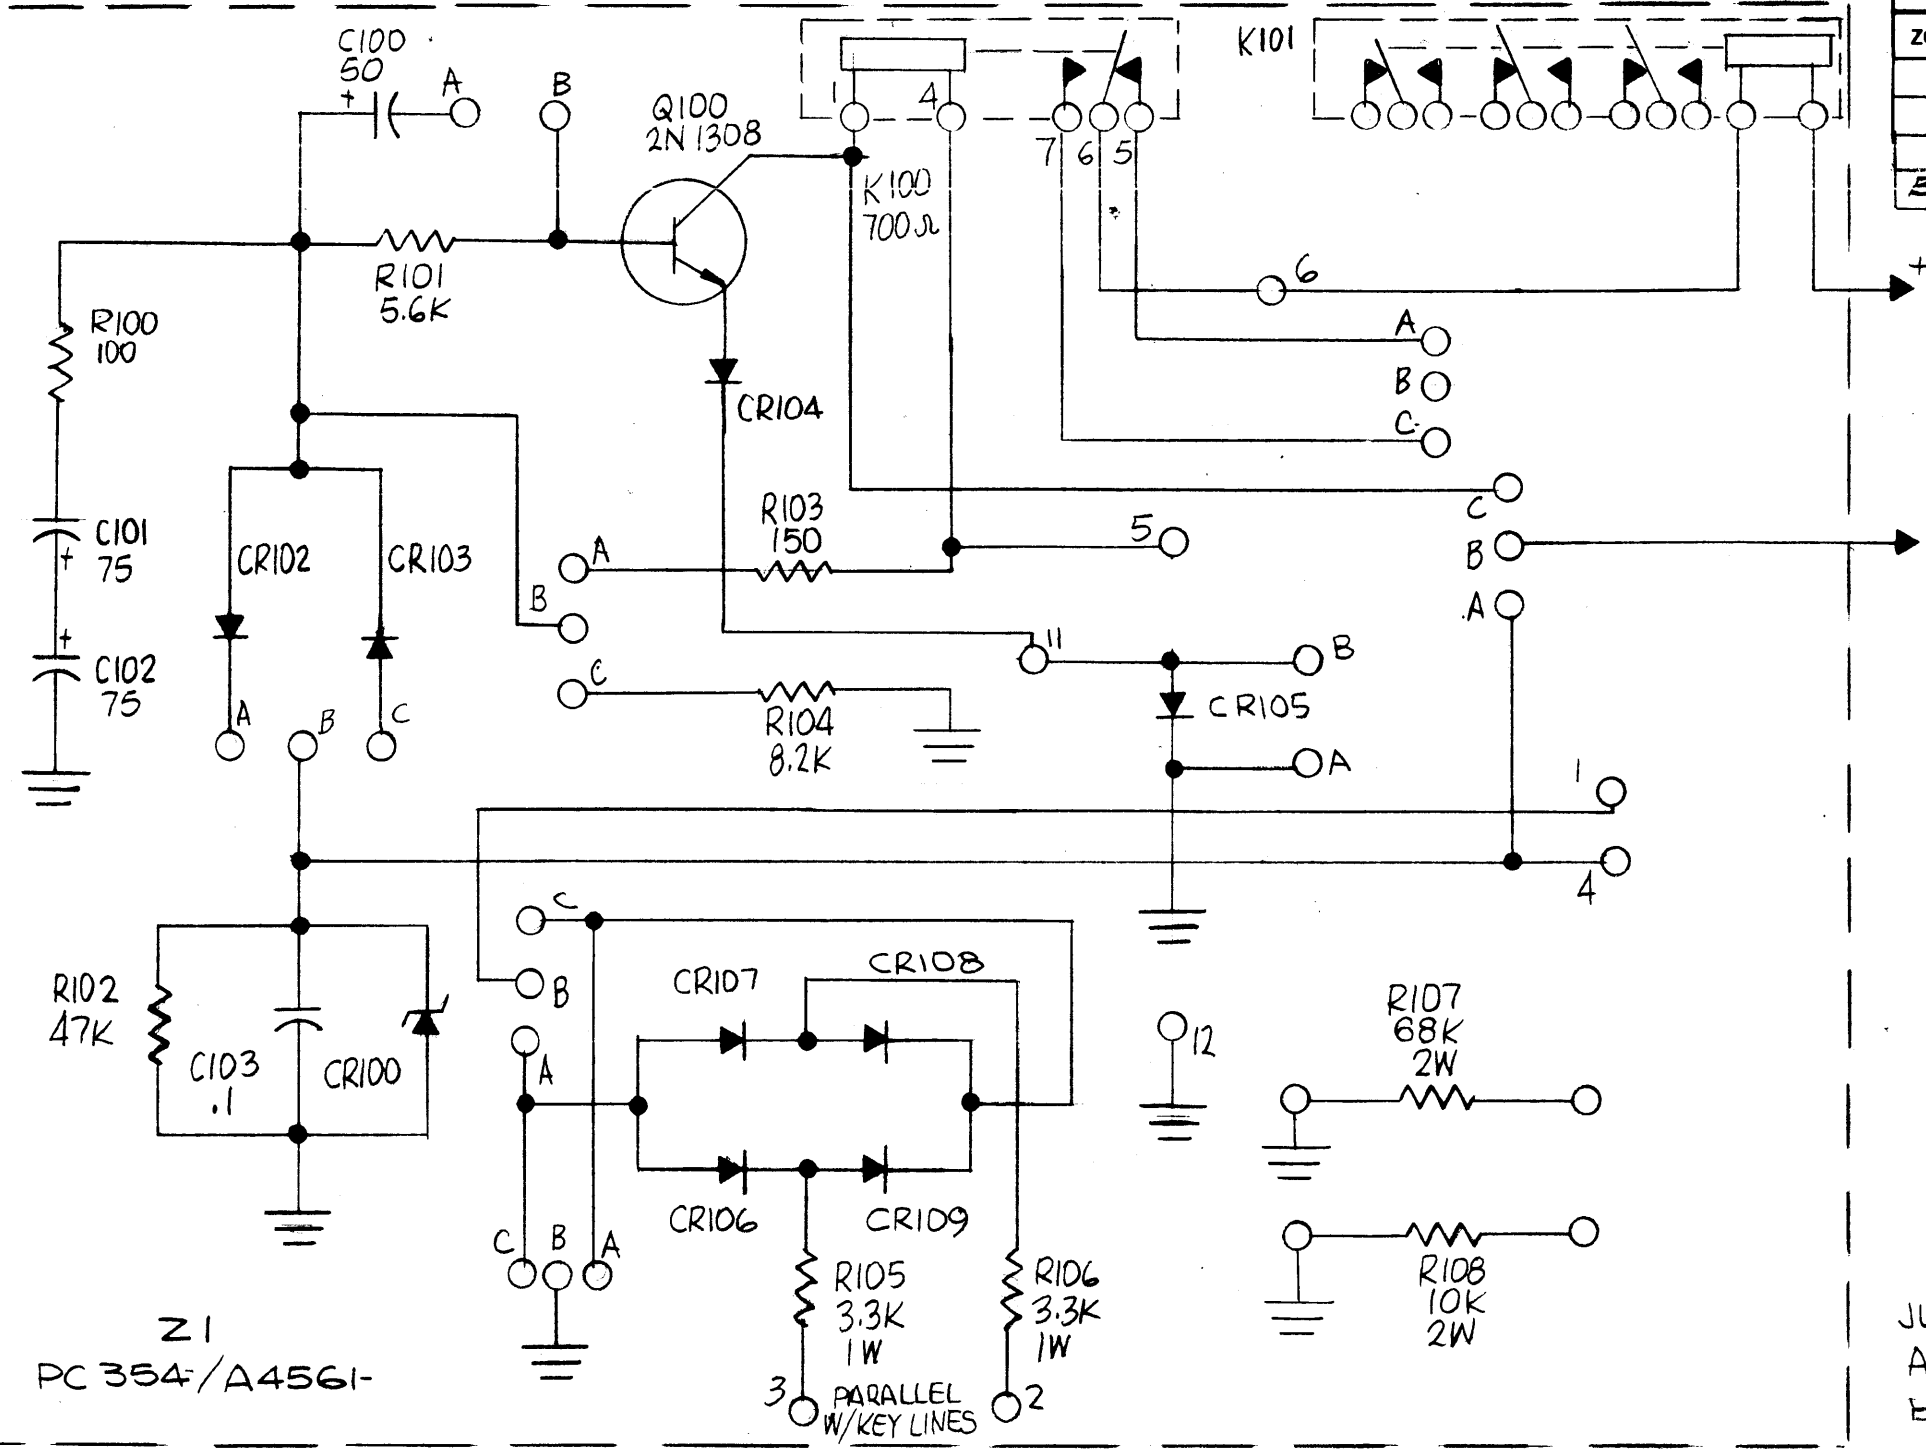 C100
50
+
A
B
Q100
2N1308
1
4
7
6
5
K100
700Ω
K101
+
R101
5.6K
R100
100
6
A
B
C
CR104
C101
75
+
CR102
CR103
R103
150
A
B
C
5
C
B
A
+
C102
75
A
B
C
R104
8.2K
11
B
CR105
A
1
4
C
B
A
R102
47K
C103
.1
CR100
CR107
CR108
12
R107
68K
2W
CR106
CR109
C
B
A
R105
3.3K
1W
R106
3.3K
1W
R108
10K
2W
Z1
PC 354-/A4561-
3
PARALLEL
W/KEY LINES
2
JU
A